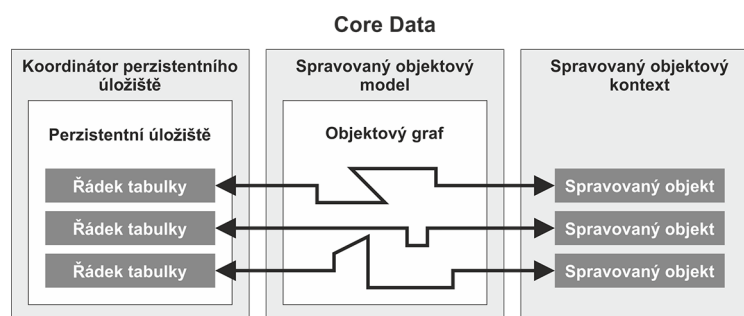 Core Data
Koordinátor perzistentního
úložiště
Perzistentní úložiště
Řádek tabulky
Řádek tabulky
Řádek tabulky
Spravovaný objektový
model
Objektový graf
Spravovaný objektový
kontext
Spravovaný objekt
Spravovaný objekt
Spravovaný objekt